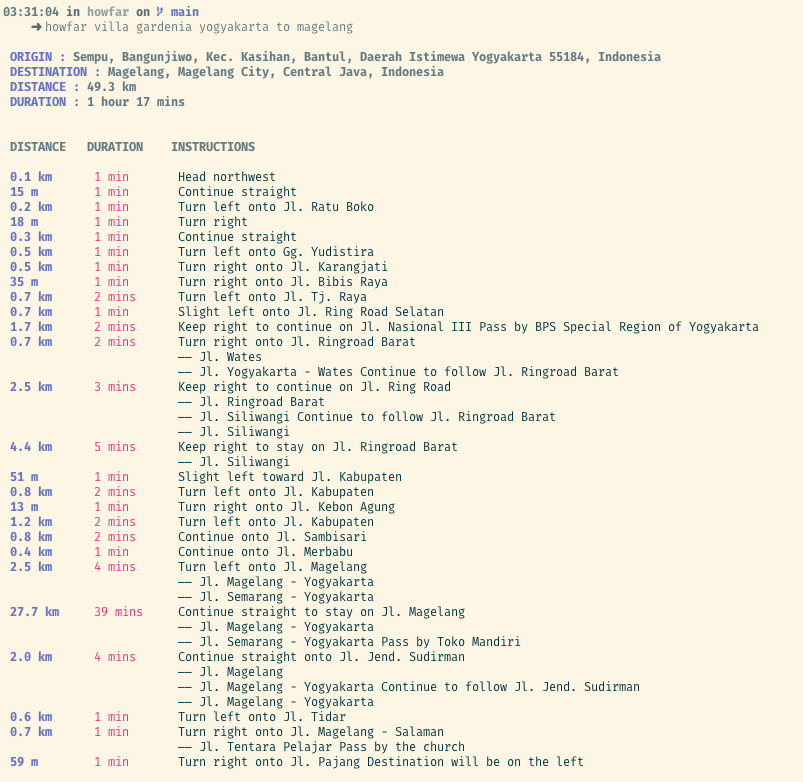 03:31:04 in howfar on main
➜ howfar villa gardenia yogyakarta to magelang
ORIGIN : Sempu, Bangunjiwo, Kec. Kasihan, Bantul, Daerah Istimewa Yogyakarta 55184, Indonesia
DESTINATION : Magelang, Magelang City, Central Java, Indonesia
DISTANCE : 49.3 km
DURATION : 1 hour 17 mins
DISTANCE DURATION INSTRUCTIONS
0.1 km 1 min Head northwest
15 m 1 min Continue straight
0.2 km 1 min Turn left onto Jl. Ratu Boko
18 m 1 min Turn right
0.3 km 1 min Continue straight
0.5 km 1 min Turn left onto Gg. Yudistira
0.5 km 1 min Turn right onto Jl. Karangjati
35 m 1 min Turn right onto Jl. Bibis Raya
0.7 km 2 mins Turn left onto Jl. Tj. Raya
0.7 km 1 min Slight left onto Jl. Ring Road Selatan
1.7 km 2 mins Keep right to continue on Jl. Nasional III Pass by BPS Special Region of Yogyakarta
0.7 km 2 mins Turn right onto Jl. Ringroad Barat
—— Jl. Wates
—— Jl. Yogyakarta - Wates Continue to follow Jl. Ringroad Barat
2.5 km 3 mins Keep right to continue on Jl. Ring Road
—— Jl. Ringroad Barat
—— Jl. Siliwangi Continue to follow Jl. Ringroad Barat
—— Jl. Siliwangi
4.4 km 5 mins Keep right to stay on Jl. Ringroad Barat
—— Jl. Siliwangi
51 m 1 min Slight left toward Jl. Kabupaten
0.8 km 2 mins Turn left onto Jl. Kabupaten
13 m 1 min Turn right onto Jl. Kebon Agung
1.2 km 2 mins Turn left onto Jl. Kabupaten
0.8 km 2 mins Continue onto Jl. Sambisari
0.4 km 1 min Continue onto Jl. Merbabu
2.5 km 4 mins Turn left onto Jl. Magelang
—— Jl. Magelang - Yogyakarta
—— Jl. Semarang - Yogyakarta
27.7 km 39 mins Continue straight to stay on Jl. Magelang
—— Jl. Magelang - Yogyakarta
—— Jl. Semarang - Yogyakarta Pass by Toko Mandiri
2.0 km 4 mins Continue straight onto Jl. Jend. Sudirman
—— Jl. Magelang
—— Jl. Magelang - Yogyakarta Continue to follow Jl. Jend. Sudirman
—— Jl. Magelang - Yogyakarta
0.6 km 1 min Turn left onto Jl. Tidar
0.7 km 1 min Turn right onto Jl. Magelang - Salaman
—— Jl. Tentara Pelajar Pass by the church
59 m 1 min Turn right onto Jl. Pajang Destination will be on the left